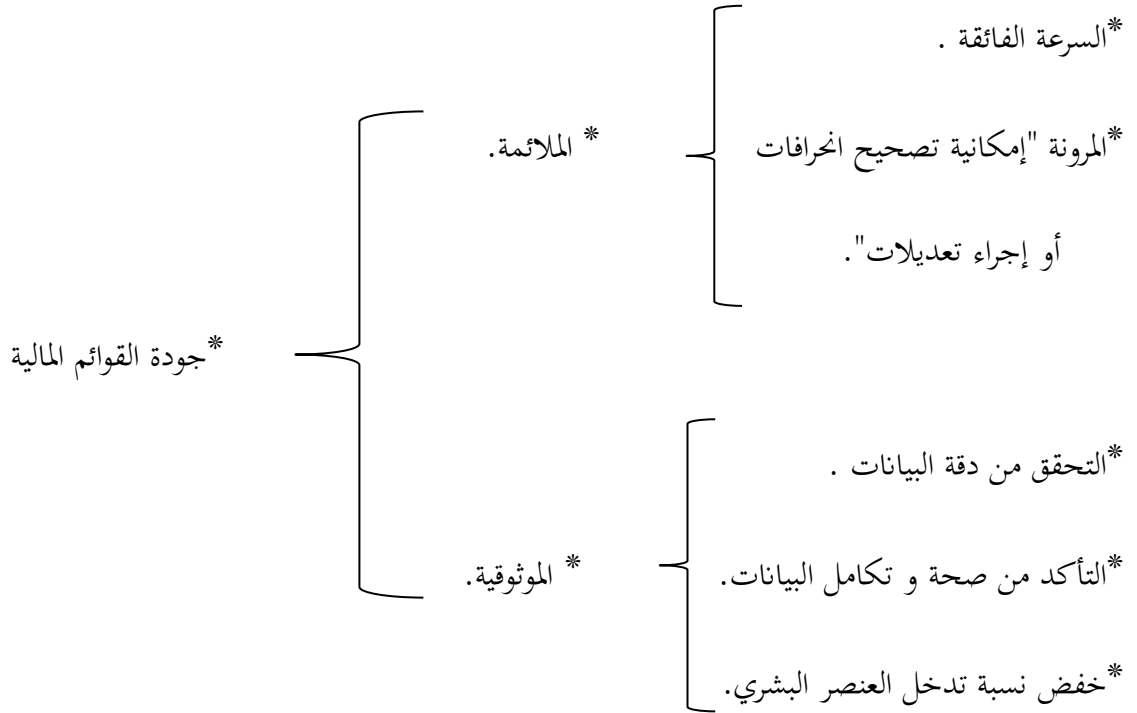 *السرعة الفائقة .
*المرونة "إمكانية تصحيح انحرافات
أو إجراء تعديلات".
* الملائمة.
*جودة القوائم المالية
*التحقق من دقة البيانات .
*التأكد من صحة و تكامل البيانات.
* الموثوقية.
*خفض نسبة تدخل العنصر البشري.